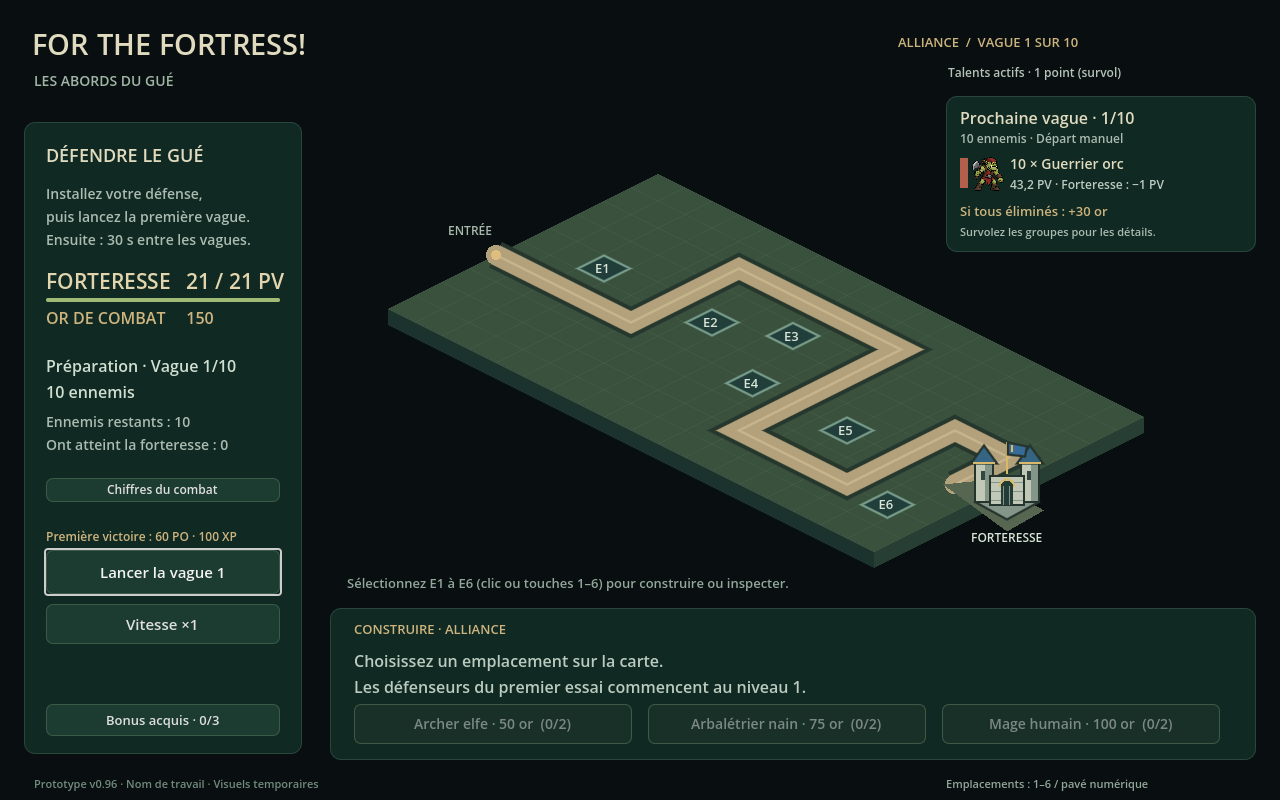 FOR THE FORTRESS!
LES ABORDS DU GUÉ
ALLIANCE / VAGUE 1 SUR 10
Talents actifs · 1 point (survol)
Prochaine vague · 1/10
10 ennemis · Départ manuel
10 × Guerrier orc
43,2 PV · Forteresse : −1 PV
Si tous éliminés : +30 or
Survolez les groupes pour les détails.
DÉFENDRE LE GUÉ
Installez votre défense,
puis lancez la première vague.
Ensuite : 30 s entre les vagues.
FORTERESSE 21 / 21 PV
OR DE COMBAT 150
Préparation · Vague 1/10
10 ennemis
Ennemis restants : 10
Ont atteint la forteresse : 0
Chiffres du combat
Première victoire : 60 PO · 100 XP
Lancer la vague 1
Vitesse ×1
Bonus acquis · 0/3
ENTRÉE
E1
E2
E3
E4
E5
E6
FORTERESSE
Sélectionnez E1 à E6 (clic ou touches 1–6) pour construire ou inspecter.
CONSTRUIRE · ALLIANCE
Choisissez un emplacement sur la carte.
Les défenseurs du premier essai commencent au niveau 1.
Archer elfe · 50 or (0/2)
Arbalétrier nain · 75 or (0/2)
Mage humain · 100 or (0/2)
Prototype v0.96 · Nom de travail · Visuels temporaires
Emplacements : 1–6 / pavé numérique